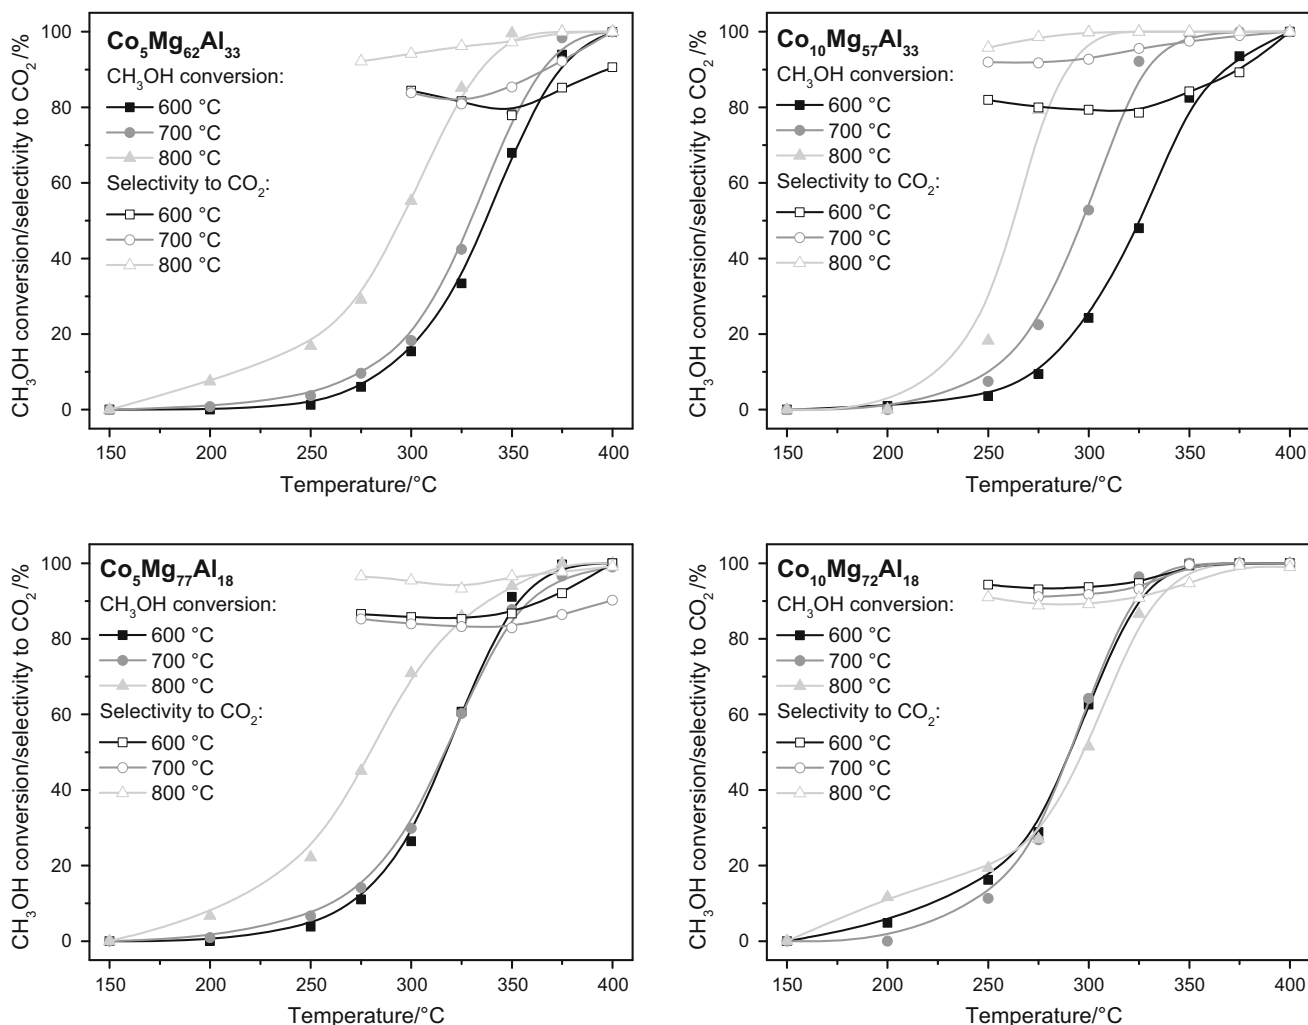 Co5Mg62Al33
CH3OH conversion:
600 °C
700 °C
800 °C
Selectivity to CO2:
600 °C
700 °C
800 °C
CH3OH conversion/selectivity to CO2/%
100
80
60
40
20
0
150 200 250 300 350 400
Temperature/°C
Co10Mg57Al33
CH3OH conversion:
600 °C
700 °C
800 °C
Selectivity to CO2:
600 °C
700 °C
800 °C
CH3OH conversion/selectivity to CO2/%
100
80
60
40
20
0
150 200 250 300 350 400
Temperature/°C
Co5Mg77Al18
CH3OH conversion:
600 °C
700 °C
800 °C
Selectivity to CO2:
600 °C
700 °C
800 °C
CH3OH conversion/selectivity to CO2/%
100
80
60
40
20
0
150 200 250 300 350 400
Temperature/°C
Co10Mg72Al18
CH3OH conversion:
600 °C
700 °C
800 °C
Selectivity to CO2:
600 °C
700 °C
800 °C
CH3OH conversion/selectivity to CO2/%
100
80
60
40
20
0
150 200 250 300 350 400
Temperature/°C